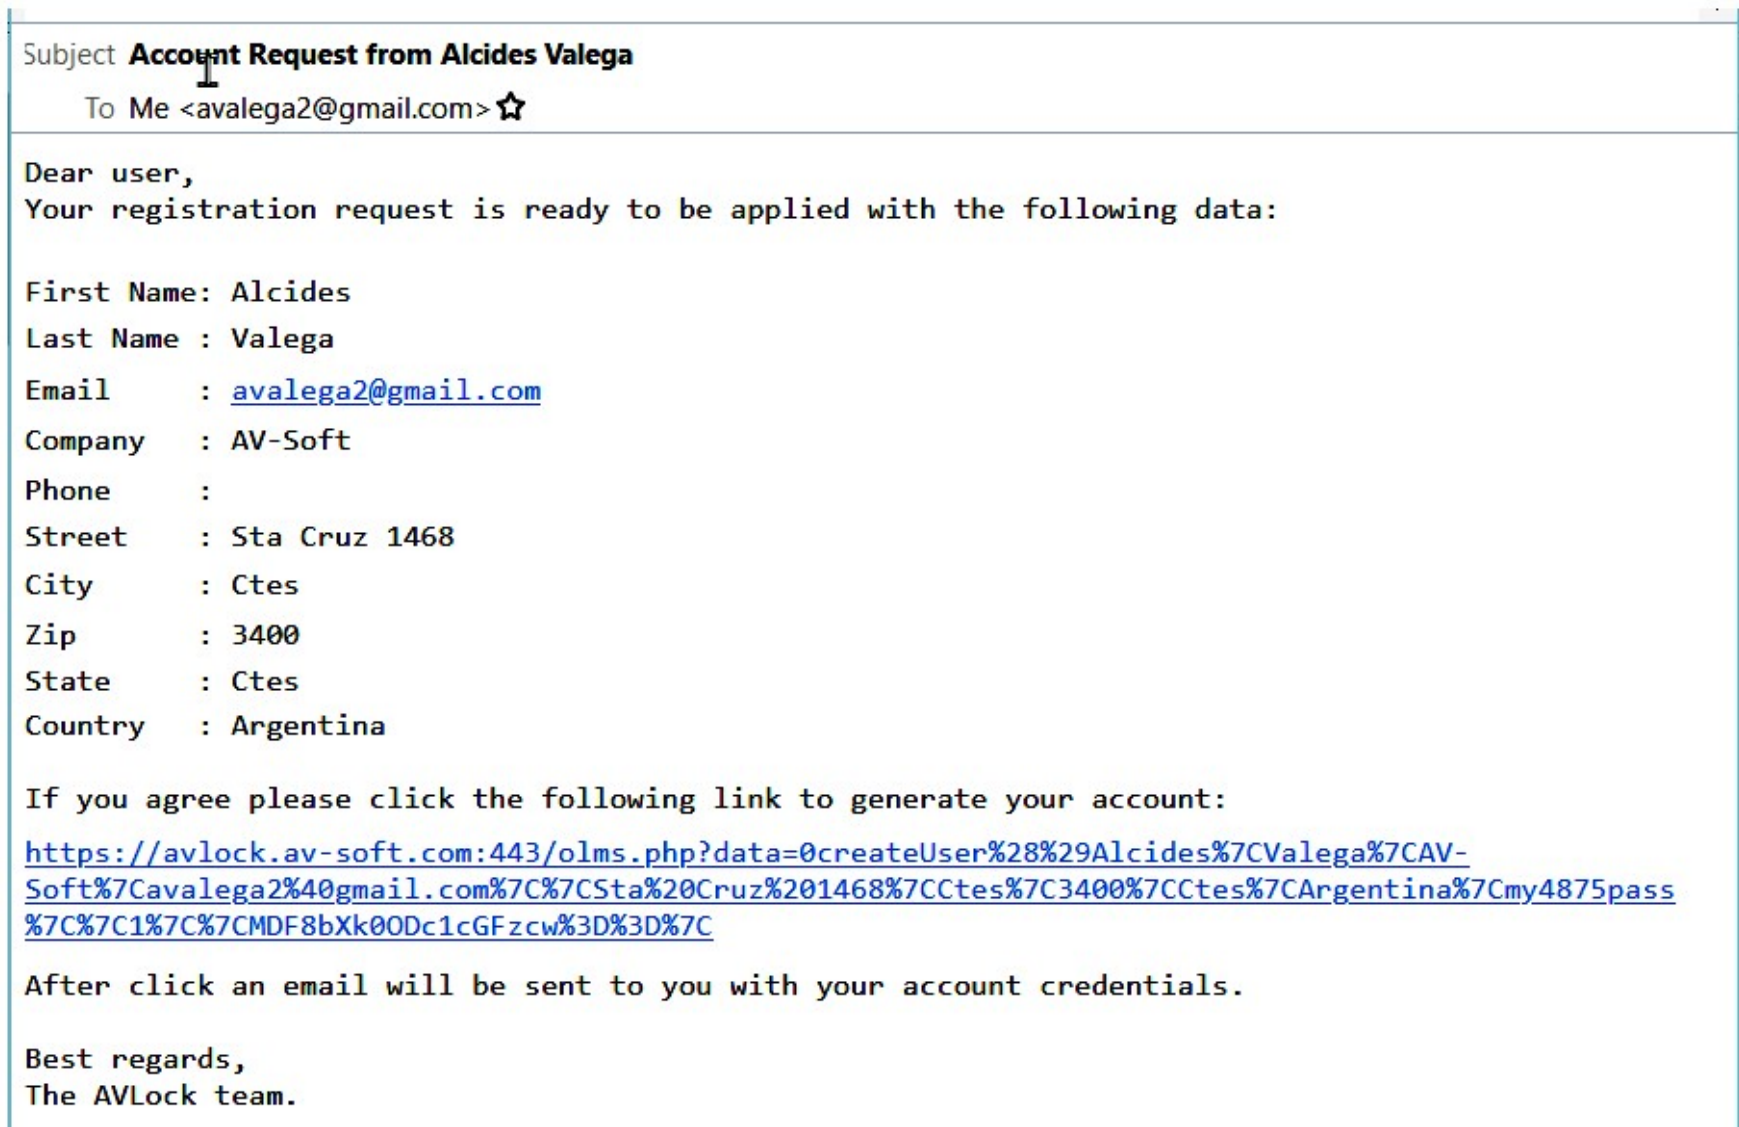 Subject Account Request from Alcides Valega
To Me <avalega2@gmail.com>
Dear user,
Your registration request is ready to be applied with the following data:
First Name: Alcides
Last Name : Valega
Email : avalega2@gmail.com
Company : AV-Soft
Phone :
Street : Sta Cruz 1468
City : Ctes
Zip : 3400
State : Ctes
Country : Argentina
If you agree please click the following link to generate your account:
https://avlock.av-soft.com:443/olms.php?data=0createUser%28%29Alcides%7CValega%7CAV-
Soft%7Cavalega2%40gmail.com%7C%7CSta%20Cruz%201468%7CCtes%7C3400%7CCtes%7CArgentina%7Cmy4875pass
%7C%7C1%7C%7CMDF8bXk0ODc1cGFzcw%3D%3D%7C
After click an email will be sent to you with your account credentials.
Best regards,
The AVLock team.